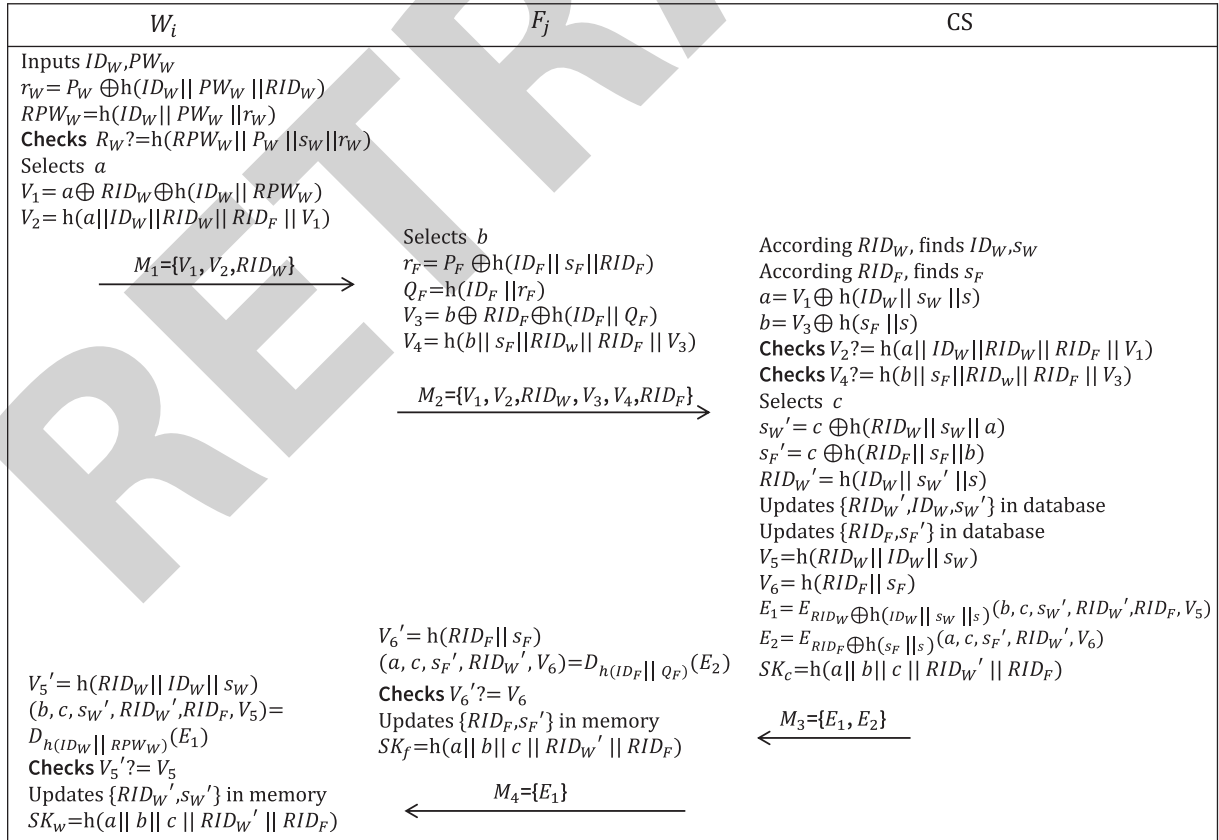 W_i
F_j
CS
Inputs ID_W,PW_W
r_W= P_W ⊕h(ID_W|| PW_W ||RID_W)
RPW_W=h(ID_W|| PW_W ||r_W)
Checks R_W?=h(RPW_W|| P_W ||s_W||r_W)
Selects a
V_1= a⊕ RID_W⊕h(ID_W|| RPW_W)
V_2= h(a||ID_W||RID_W|| RID_F || V_1)
M_1={V_1, V_2,RID_W}
Selects b
r_F= P_F ⊕h(ID_F|| s_F||RID_F)
Q_F=h(ID_F ||r_F)
V_3= b⊕ RID_F⊕h(ID_F|| Q_F)
V_4= h(b|| s_F||RID_w|| RID_F || V_3)
M_2={V_1, V_2,RID_W, V_3, V_4,RID_F}
According RID_W, finds ID_W,s_W
According RID_F, finds s_F
a= V_1⊕ h(ID_W|| s_W ||s)
b= V_3⊕ h(s_F ||s)
Checks V_2?= h(a|| ID_W||RID_W|| RID_F || V_1)
Checks V_4?= h(b|| s_F||RID_w|| RID_F || V_3)
Selects c
s_W'= c ⊕h(RID_W|| s_W|| a)
s_F'= c ⊕h(RID_F|| s_F||b)
RID_W'= h(ID_W|| s_W' ||s)
Updates {RID_W',ID_W,s_W'} in database
Updates {RID_F,s_F'} in database
V_5=h(RID_W|| ID_W|| s_W)
V_6= h(RID_F|| s_F)
E_1= E_{RID_W⊕h(ID_W|| s_W ||s)}(b, c, s_W', RID_W',RID_F, V_5)
E_2= E_{RID_F⊕h(s_F ||s)}(a, c, s_F', RID_W', V_6)
SK_c=h(a|| b|| c || RID_W' || RID_F)
M_3={E_1, E_2}
V_6'= h(RID_F|| s_F)
(a, c, s_F', RID_W', V_6)=D_{h(ID_F|| Q_F)}(E_2)
Checks V_6'?= V_6
Updates {RID_F,s_F'} in memory
SK_f=h(a|| b|| c || RID_W' || RID_F)
M_4={E_1}
V_5'= h(RID_W|| ID_W|| s_W)
(b, c, s_W', RID_W',RID_F, V_5)=
D_{h(ID_W|| RPW_W)}(E_1)
Checks V_5'?= V_5
Updates {RID_W',s_W'} in memory
SK_w=h(a|| b|| c || RID_W' || RID_F)
RETRA